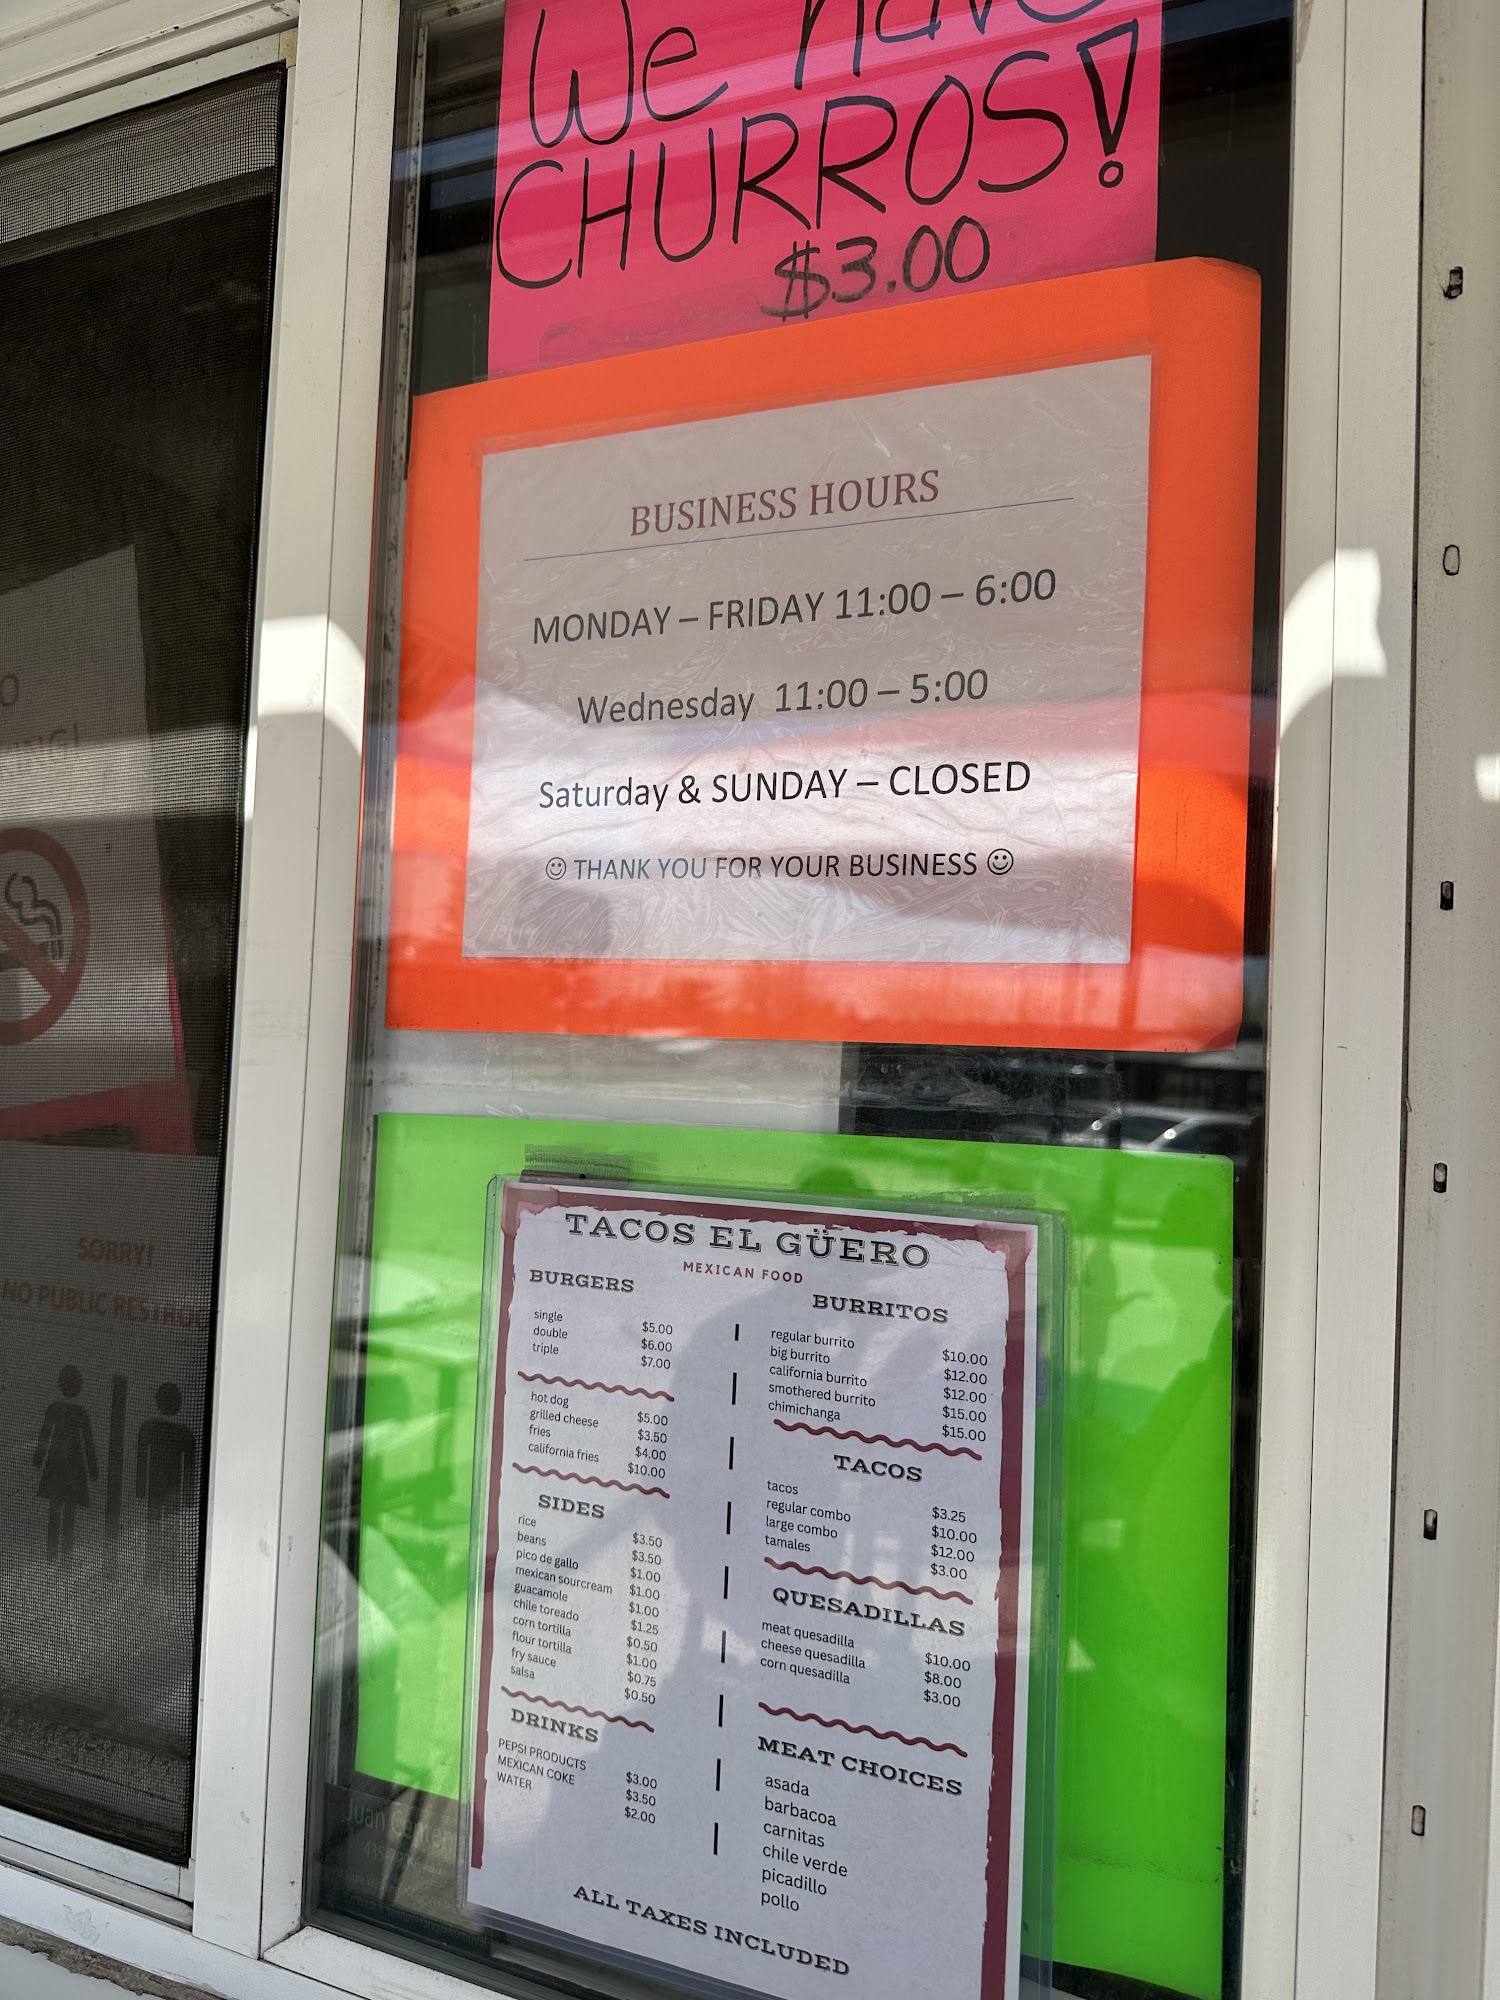 We have
CHURROS!
$3.00
BUSINESS HOURS
MONDAY – FRIDAY 11:00 – 6:00
Wednesday 11:00 – 5:00
Saturday & SUNDAY – CLOSED
☺ THANK YOU FOR YOUR BUSINESS ☺
SORRY!
NO PUBLIC RESTROO
TACOS EL GÜERO
MEXICAN FOOD
BURGERS
single $5.00
double $6.00
triple $7.00
hot dog $5.00
grilled cheese $3.50
fries $4.00
california fries $10.00
SIDES
rice $3.50
beans $3.50
pico de gallo $1.00
mexican sourcream $1.00
guacamole $1.00
chile toreado $1.25
corn tortilla $0.50
flour tortilla $1.00
fry sauce $0.75
salsa $0.50
DRINKS
PEPSI PRODUCTS $3.00
MEXICAN COKE $3.50
WATER $2.00
BURRITOS
regular burrito $10.00
big burrito $12.00
california burrito $12.00
smothered burrito $15.00
chimichanga $15.00
TACOS
tacos $3.25
regular combo $10.00
large combo $12.00
tamales $3.00
QUESADILLAS
meat quesadilla $10.00
cheese quesadilla $8.00
corn quesadilla $3.00
MEAT CHOICES
asada
barbacoa
carnitas
chile verde
picadillo
pollo
ALL TAXES INCLUDED
Juan